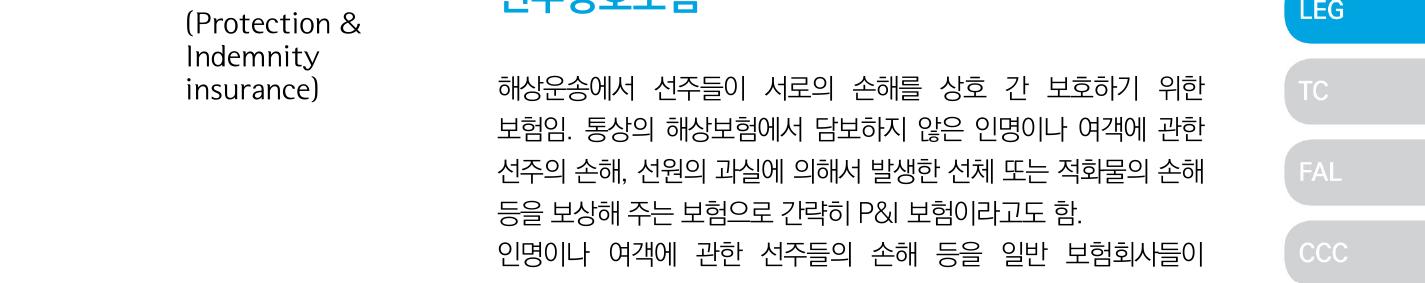 (Protection &
Indemnity
insurance)
해상운송에서 선주들이 서로의 손해를 상호 간 보호하기 위한
보험임. 통상의 해상보험에서 담보하지 않은 인명이나 여객에 관한
선주의 손해, 선원의 과실에 의해서 발생한 선체 또는 적화물의 손해
등을 보상해 주는 보험으로 간략히 P&I 보험이라고도 함.
인명이나 여객에 관한 선주들의 손해 등을 일반 보험회사들이
LEG
TC
FAL
CCC